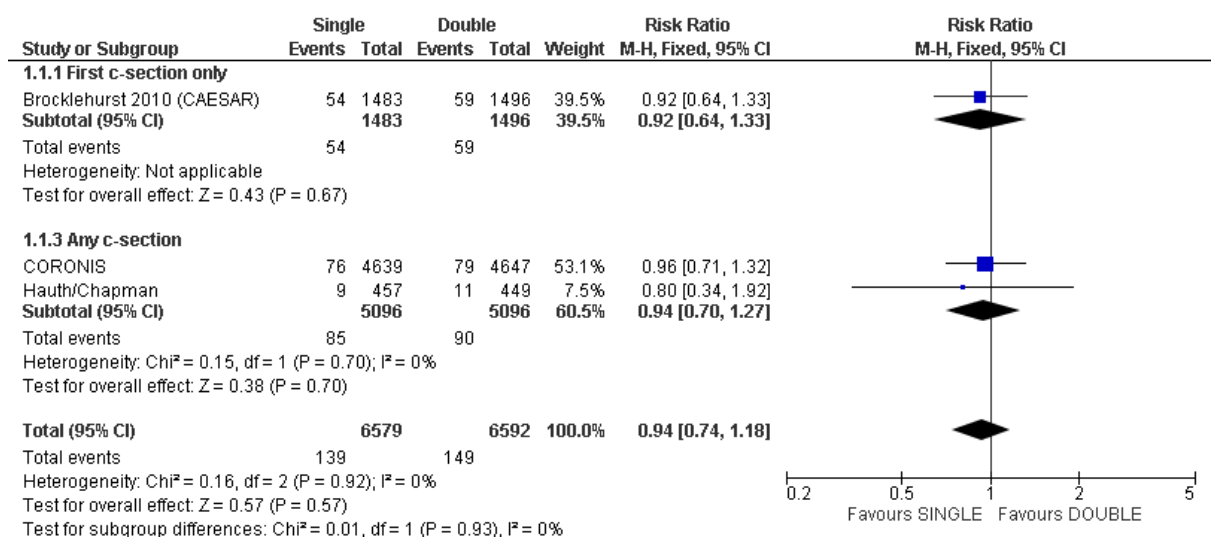 Single Double Risk Ratio Risk Ratio
Study or Subgroup Events Total Events Total Weight M-H, Fixed, 95% CI M-H, Fixed, 95% CI
1.1.1 First c-section only
Brocklehurst 2010 (CAESAR) 54 1483 59 1496 39.5% 0.92 [0.64, 1.33]
Subtotal (95% CI) 1483 1496 39.5% 0.92 [0.64, 1.33]
Total events 54 59
Heterogeneity: Not applicable
Test for overall effect: Z = 0.43 (P = 0.67)
1.1.3 Any c-section
CORONIS 76 4639 79 4647 53.1% 0.96 [0.71, 1.32]
Hauth/Chapman 9 457 11 449 7.5% 0.80 [0.34, 1.92]
Subtotal (95% CI) 5096 5096 60.5% 0.94 [0.70, 1.27]
Total events 85 90
Heterogeneity: Chi² = 0.15, df = 1 (P = 0.70); I² = 0%
Test for overall effect: Z = 0.38 (P = 0.70)
Total (95% CI) 6579 6592 100.0% 0.94 [0.74, 1.18]
Total events 139 149
Heterogeneity: Chi² = 0.16, df = 2 (P = 0.92); I² = 0%
Test for overall effect: Z = 0.57 (P = 0.57)
Test for subgroup differences: Chi² = 0.01, df = 1 (P = 0.93), I² = 0%
0.2 0.5 1 2 5
Favours SINGLE Favours DOUBLE